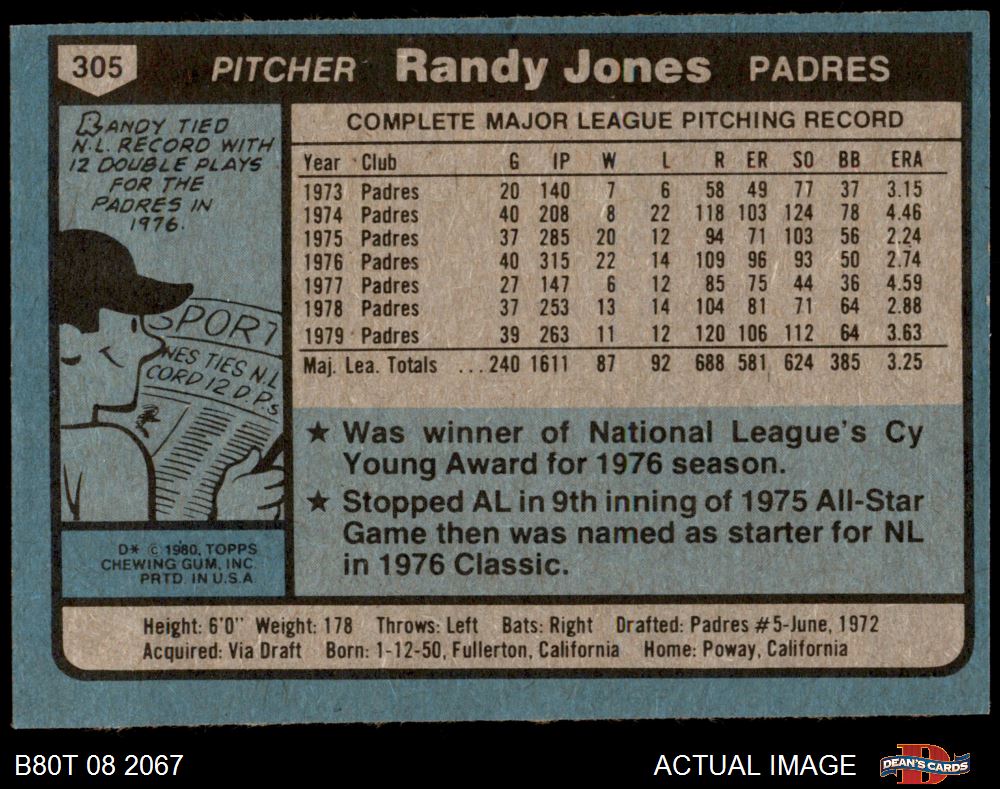 305 PITCHER Randy Jones PADRES
RANDY TIED
N.L. RECORD WITH
12 DOUBLE PLAYS
FOR THE
PADRES IN
1976.
SPORT
NES TIES N.L
CORD 12 D.P.s
D* © 1980, TOPPS
CHEWING GUM, INC.
PRTD. IN U.S.A
COMPLETE MAJOR LEAGUE PITCHING RECORD
Year Club G IP W L R ER SO BB ERA
1973 Padres 20 140 7 6 58 49 77 37 3.15
1974 Padres 40 208 8 22 118 103 124 78 4.46
1975 Padres 37 285 20 12 94 71 103 56 2.24
1976 Padres 40 315 22 14 109 96 93 50 2.74
1977 Padres 27 147 6 12 85 75 44 36 4.59
1978 Padres 37 253 13 14 104 81 71 64 2.88
1979 Padres 39 263 11 12 120 106 112 64 3.63
Maj. Lea. Totals ...240 1611 87 92 688 581 624 385 3.25
★ Was winner of National League's Cy
Young Award for 1976 season.
★ Stopped AL in 9th inning of 1975 All-Star
Game then was named as starter for NL
in 1976 Classic.
Height: 6'0" Weight: 178 Throws: Left Bats: Right Drafted: Padres #5-June, 1972
Acquired: Via Draft Born: 1-12-50, Fullerton, California Home: Poway, California
B80T 08 2067 ACTUAL IMAGE DEAN'S CARDS